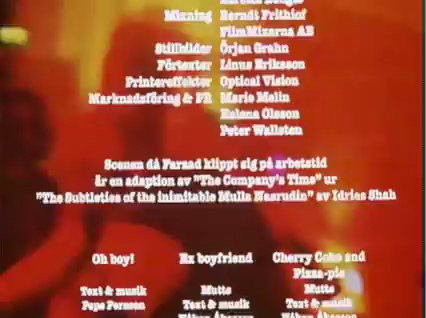 Mixning Berndt Frithiof
FilmMixarna AB
Stillbilder Örjan Grahn
Förtexter Linus Eriksson
Printereffekter Optical Vision
Marknadsföring & PR Marie Melin
Helena Olsson
Peter Wallsten
Scenen då Farzad klippt sig på arbetstid
är en adaption av "The Company's Time" ur
"The Subtleties of the inimitable Mulla Nasrudin" av Idries Shah
Oh boy! Ex boyfriend Cherry Coke and
Pizza-pie
Text & musik Mutte Mutte
Pope Persson Text & musik Text & musik